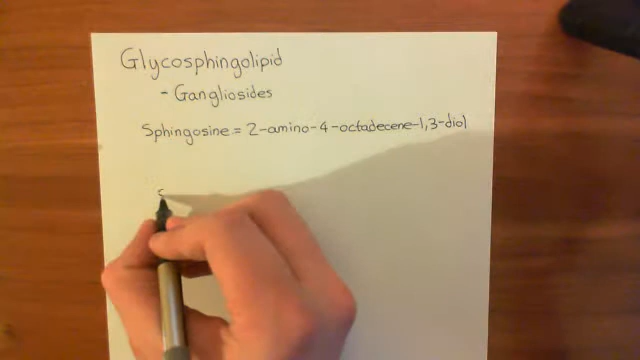 Glycosphingolipid
- Gangliosides
Sphingosine = 2-amino-4-octadecene-1,3-diol